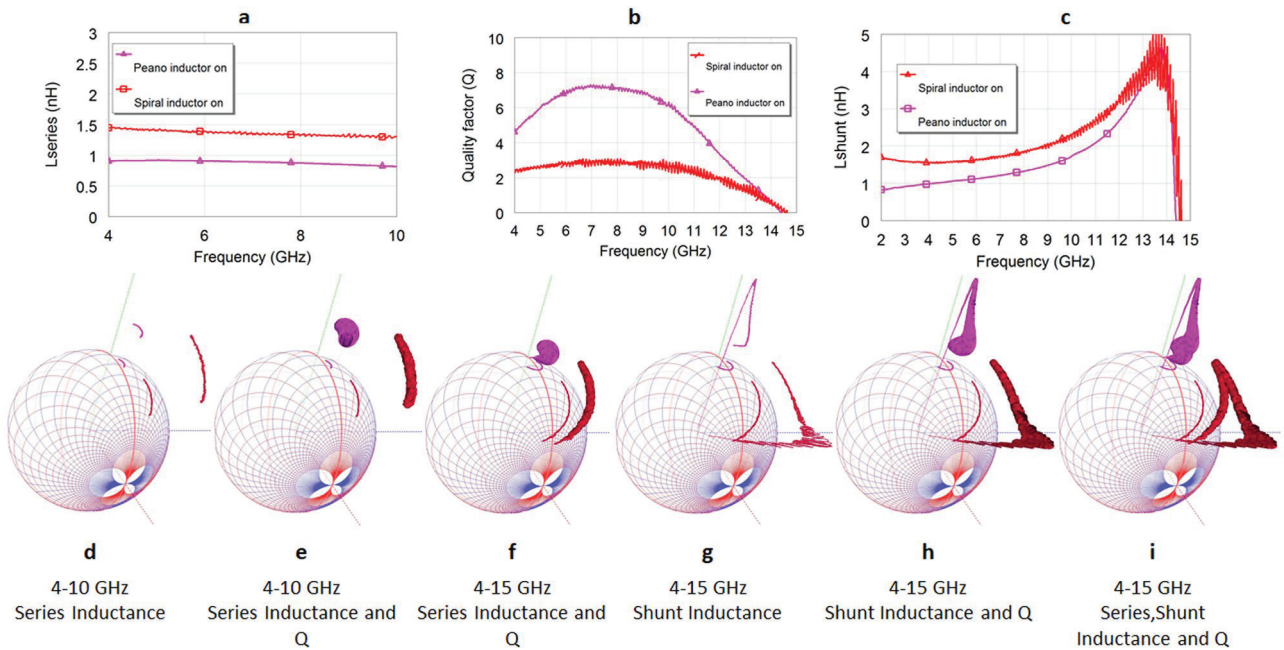 a
3
2.5
2
1.5
1
0.5
0
Lseries (nH)
Peano inductor on
Spiral inductor on
4 6 8 10
Frequency (GHz)
b
10
8
6
4
2
0
Quality factor (Q)
Spiral inductor on
Peano inductor on
4 5 6 7 8 9 10 11 12 13 14 15
Frequency (GHz)
c
5
4
3
2
1
0
Lshunt (nH)
Spiral inductor on
Peano inductor on
2 3 4 5 6 7 8 9 10 11 12 13 14 15
Frequency (GHz)
d
4-10 GHz
Series Inductance
e
4-10 GHz
Series Inductance and
Q
f
4-15 GHz
Series Inductance and
Q
g
4-15 GHz
Shunt Inductance
h
4-15 GHz
Shunt Inductance and Q
i
4-15 GHz
Series,Shunt
Inductance and Q